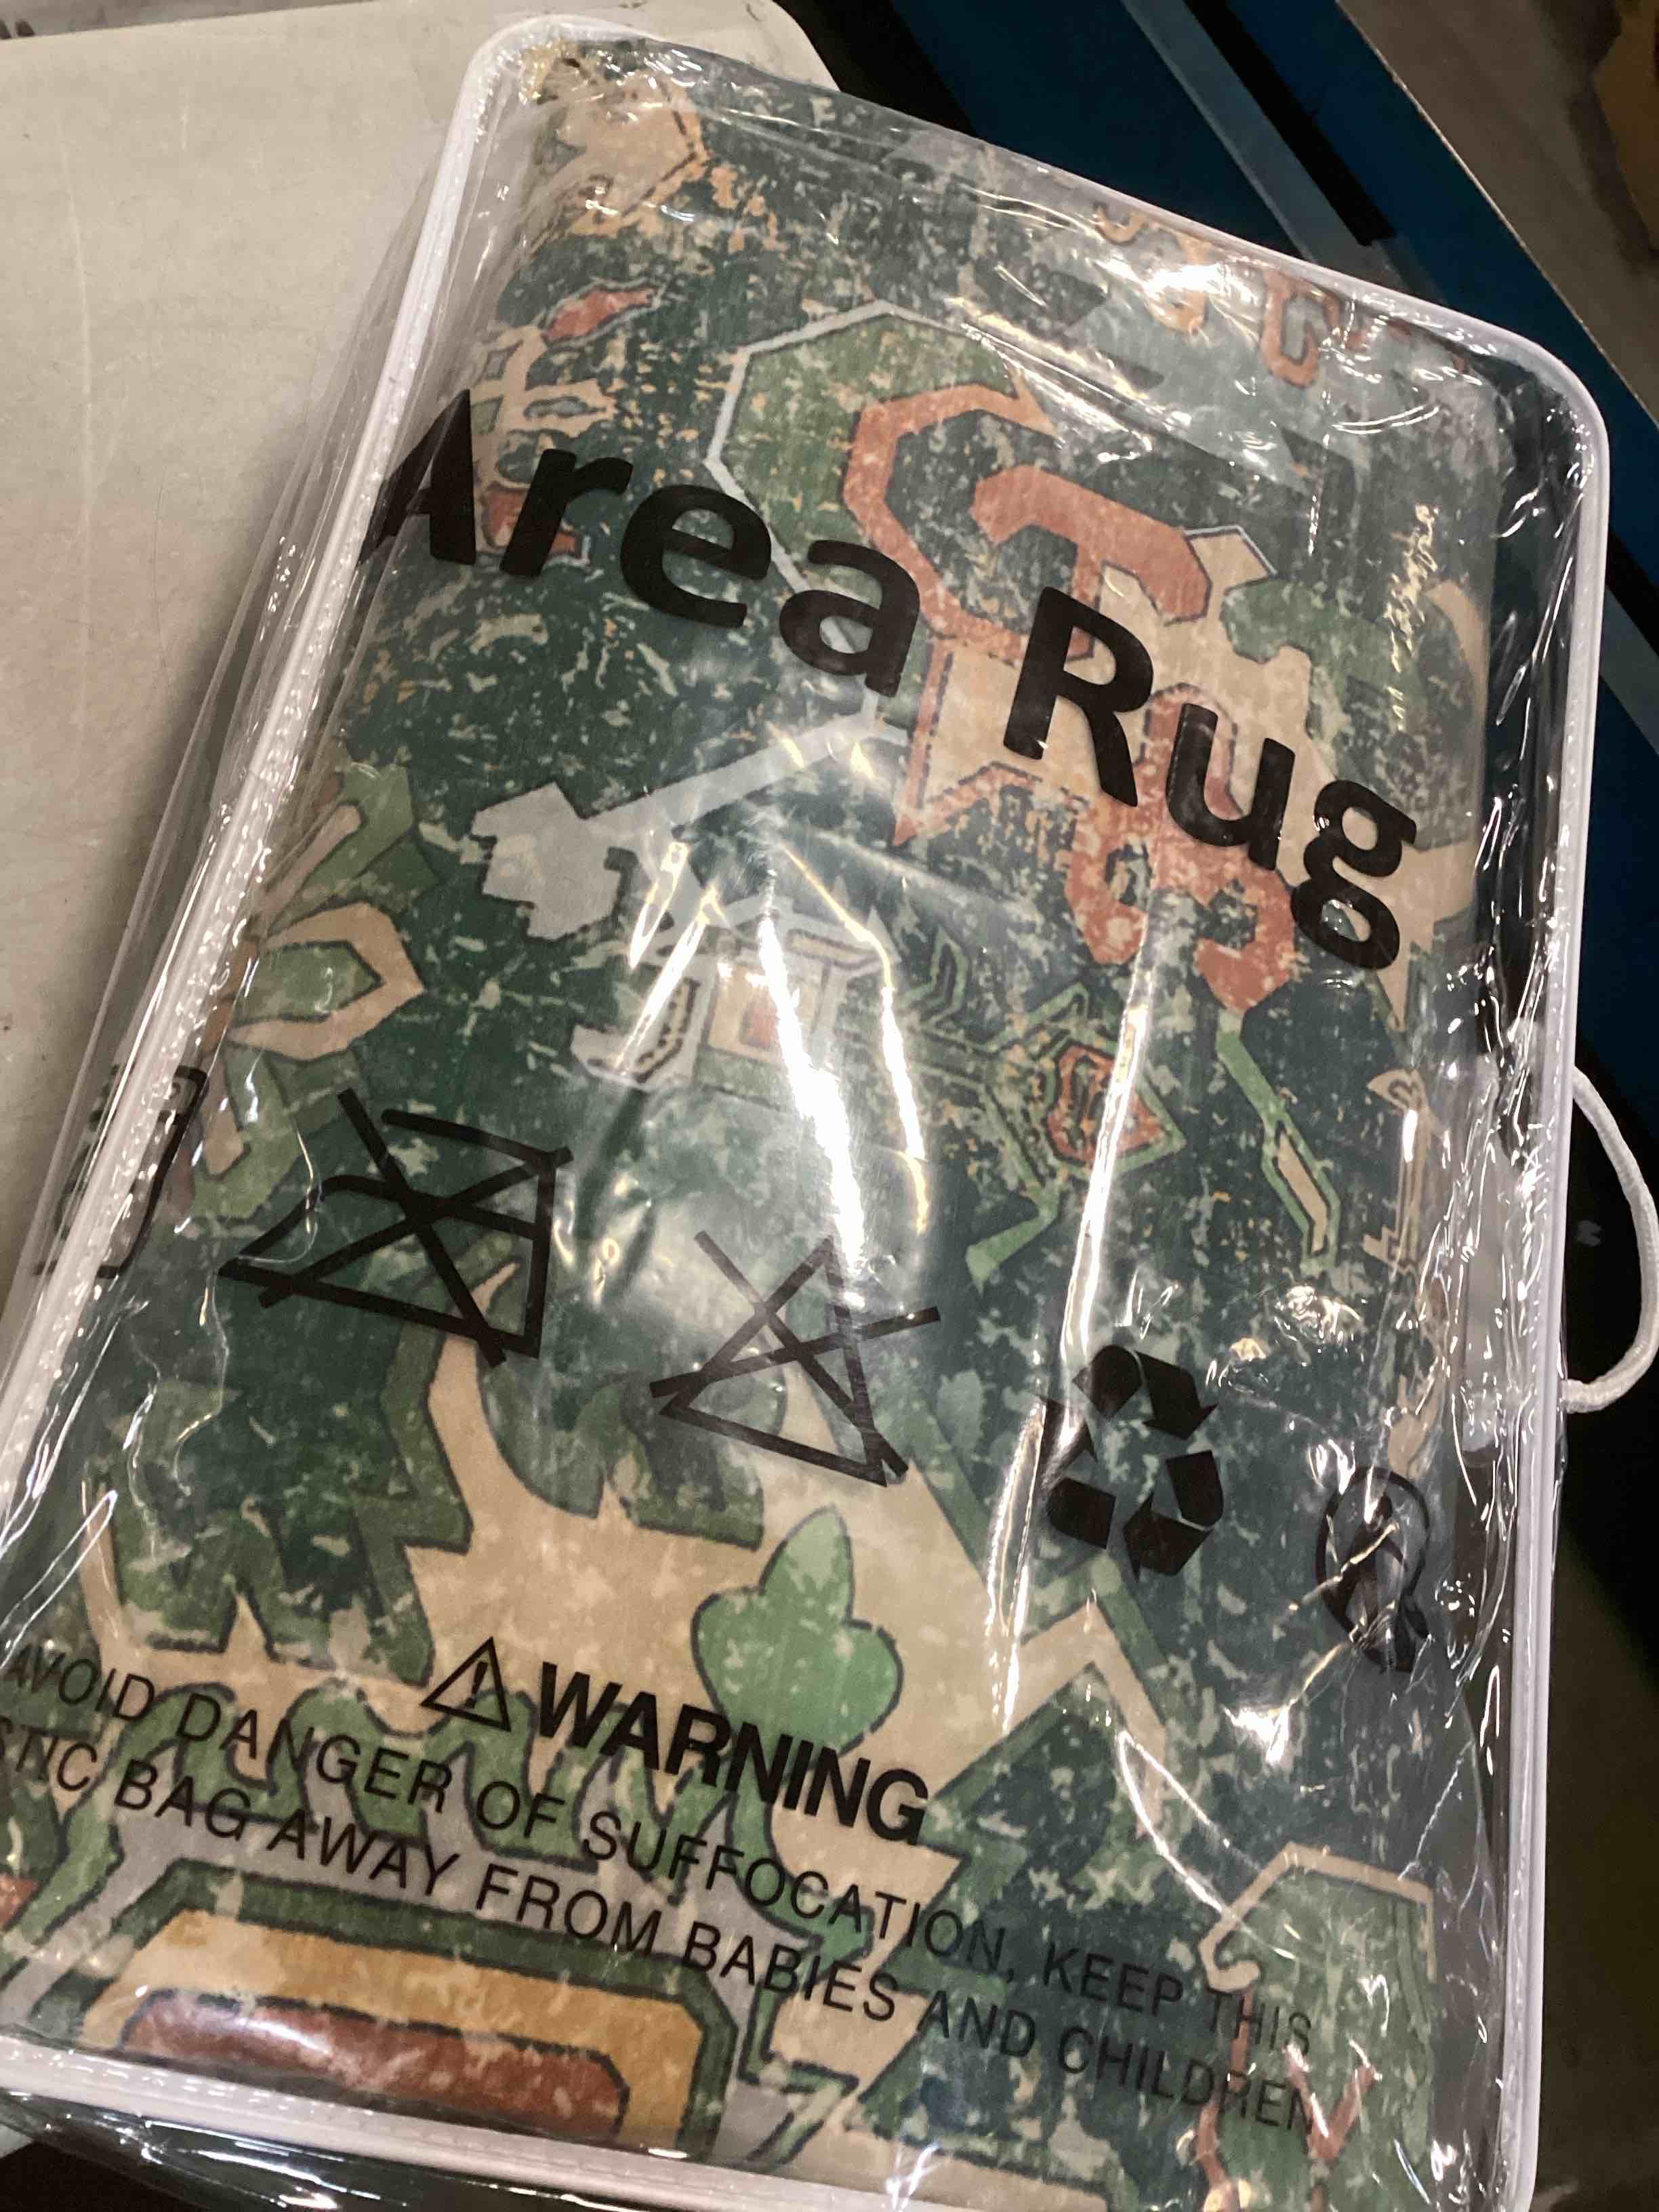 Area Rug
WARNING
AVOID DANGER OF SUFFOCATION, KEEP THIS
BAG AWAY FROM BABIES AND CHILDREN